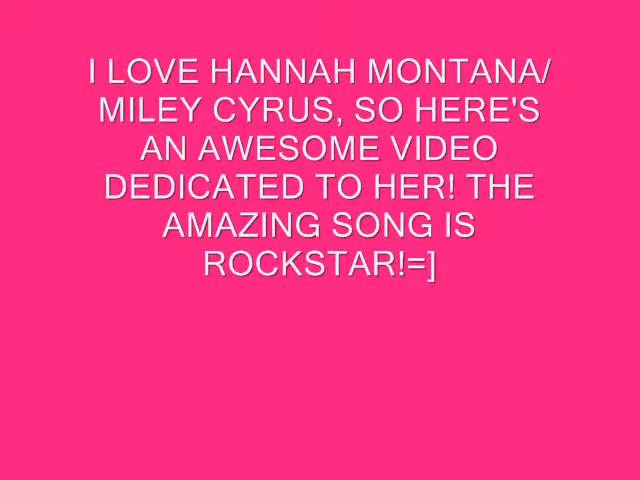 I LOVE HANNAH MONTANA/
MILEY CYRUS, SO HERE'S
AN AWESOME VIDEO
DEDICATED TO HER! THE
AMAZING SONG IS
ROCKSTAR!=]